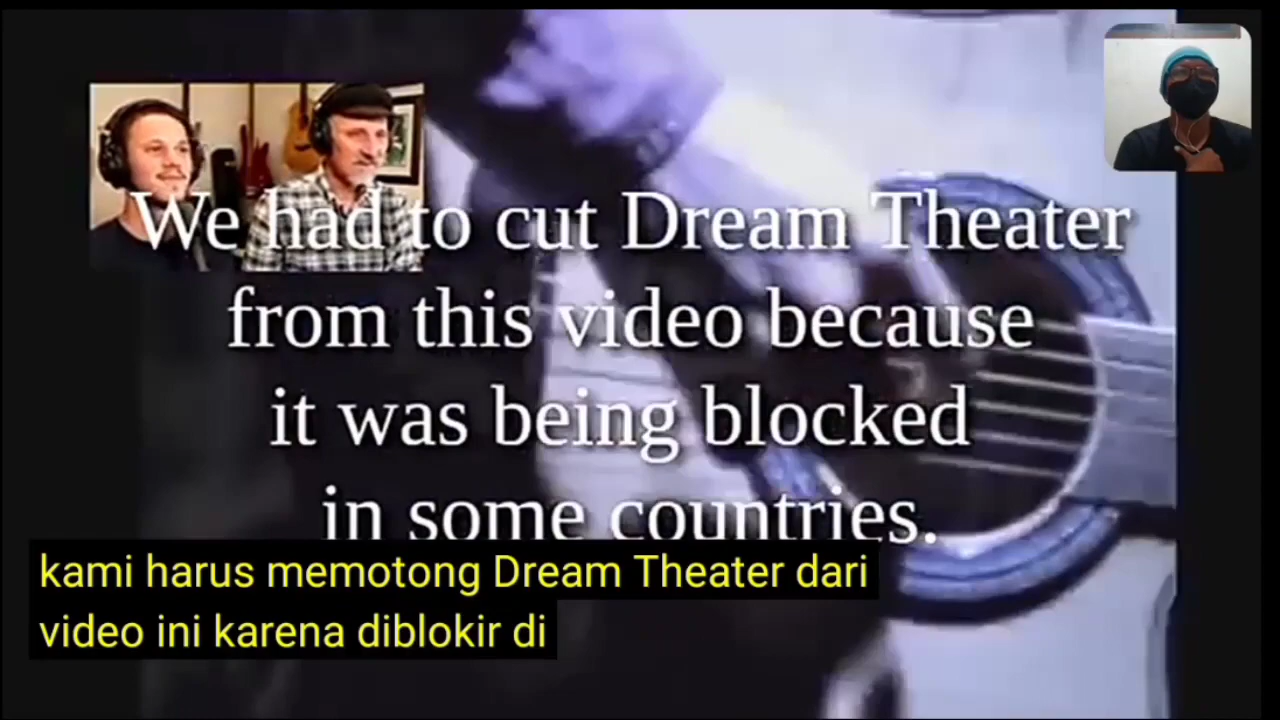 We had to cut Dream Theater
from this video because
it was being blocked
in some countries.
kami harus memotong Dream Theater dari
video ini karena diblokir di